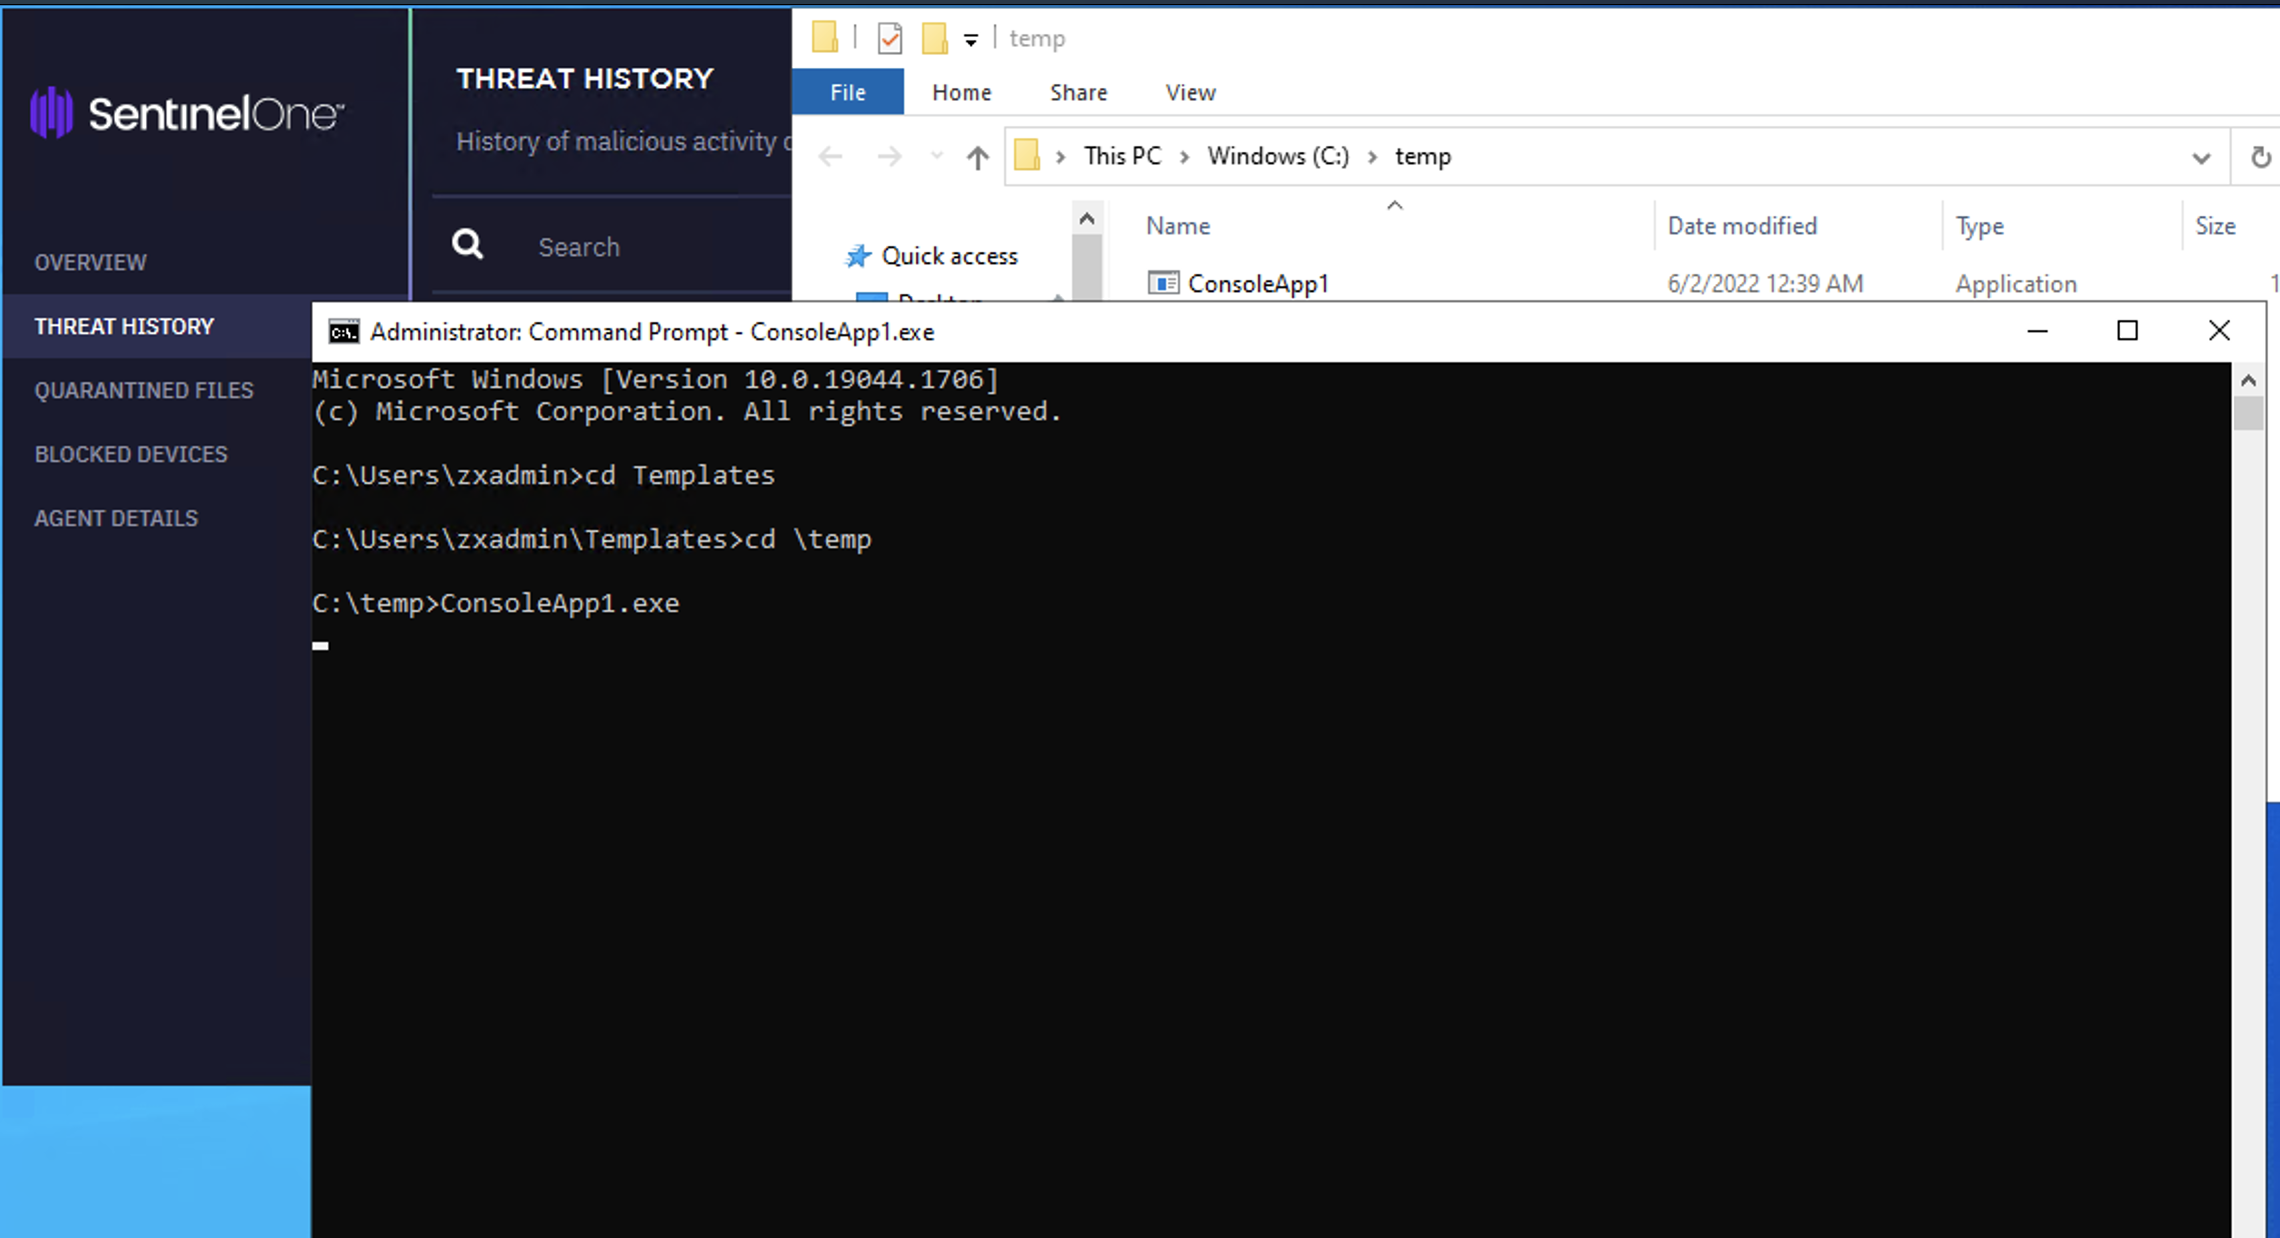 SentinelOne
OVERVIEW
THREAT HISTORY
QUARANTINED FILES
BLOCKED DEVICES
AGENT DETAILS
THREAT HISTORY
History of malicious activity
Search
temp
File Home Share View
This PC > Windows (C:) > temp
Name Date modified Type Size
Quick access
Desktop
ConsoleApp1 6/2/2022 12:39 AM Application 1
Administrator: Command Prompt - ConsoleApp1.exe
Microsoft Windows [Version 10.0.19044.1706]
(c) Microsoft Corporation. All rights reserved.
C:\Users\zxadmin>cd Templates
C:\Users\zxadmin\Templates>cd \temp
C:\temp>ConsoleApp1.exe